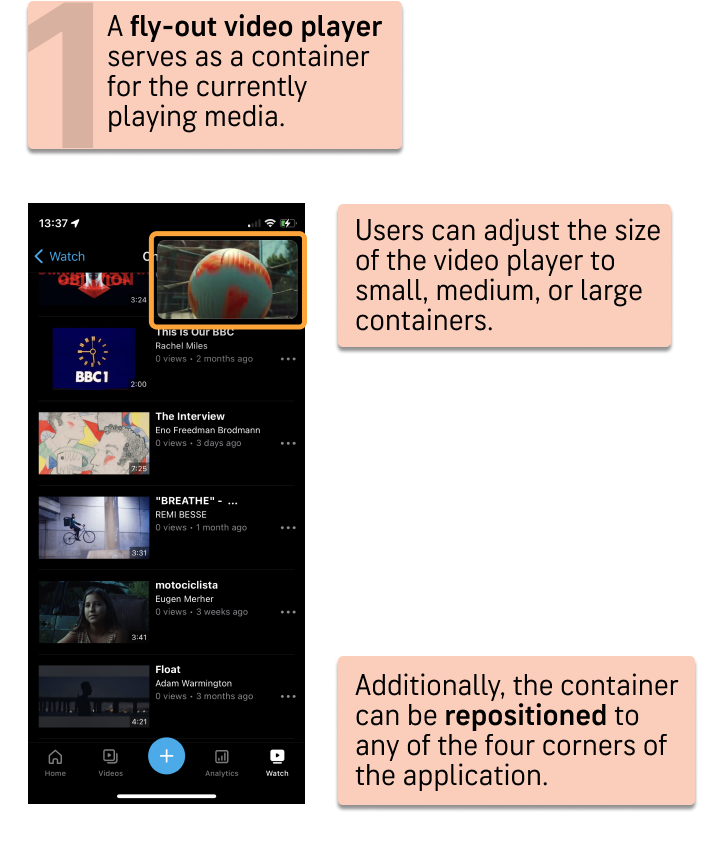 1
A fly-out video player
serves as a container
for the currently
playing media.
13:37
Watch
Ch
3:24
This Is Our BBC
Rachel Miles
0 views • 2 months ago
BBC1
2:00
The Interview
Eno Freedman Brodmann
0 views • 3 days ago
7:25
"BREATHE" - ...
REMI BESSE
0 views • 1 month ago
3:31
motociclista
Eugen Merher
0 views • 3 weeks ago
3:41
Float
Adam Warmington
0 views • 3 months ago
4:21
Home
Videos
Analytics
Watch
Users can adjust the size
of the video player to
small, medium, or large
containers.
Additionally, the container
can be repositioned to
any of the four corners of
the application.